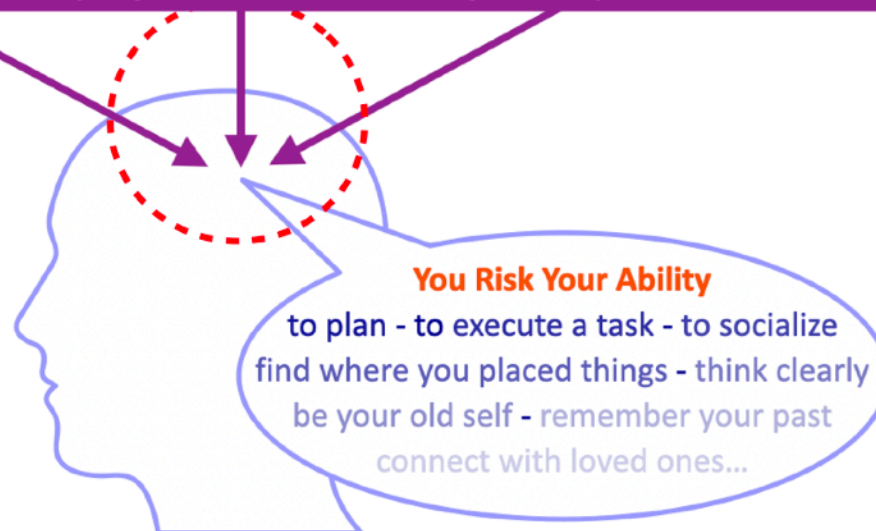 You Risk Your Ability
to plan - to execute a task - to socialize
find where you placed things - think clearly
be your old self - remember your past
connect with loved ones...